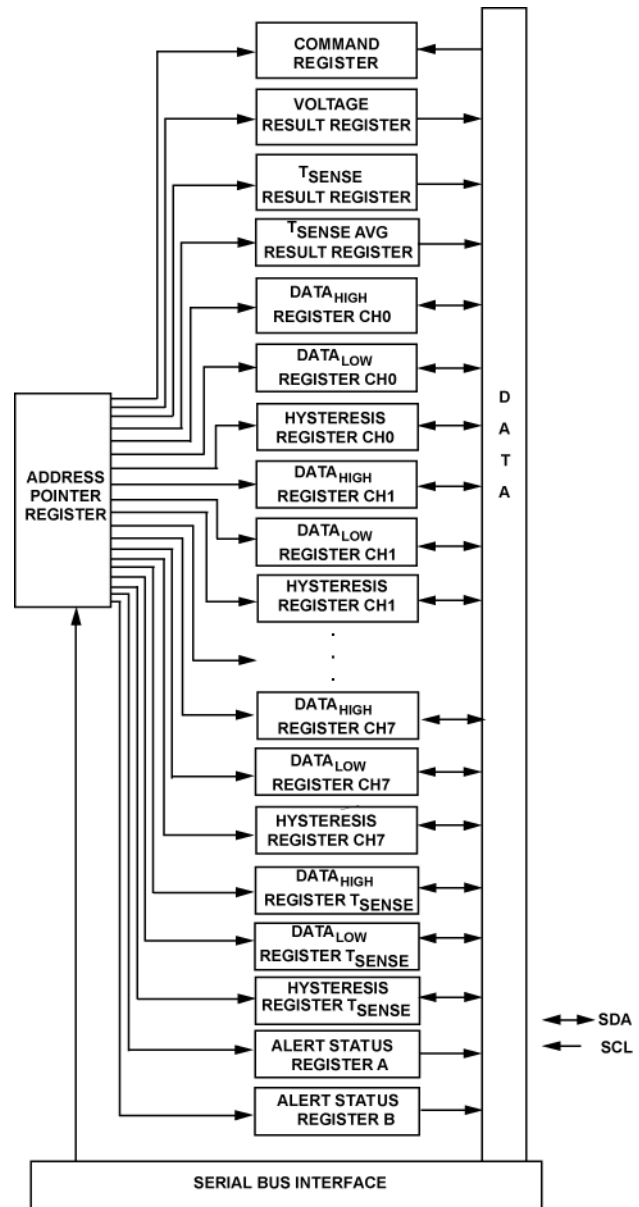 COMMAND
REGISTER
VOLTAGE
RESULT REGISTER
TSENSE
RESULT REGISTER
TSENSE AVG
RESULT REGISTER
DATAHIGH
REGISTER CH0
DATALOW
REGISTER CH0
HYSTERESIS
REGISTER CH0
DATAHIGH
REGISTER CH1
DATALOW
REGISTER CH1
HYSTERESIS
REGISTER CH1
DATAHIGH
REGISTER CH7
DATALOW
REGISTER CH7
HYSTERESIS
REGISTER CH7
DATAHIGH
REGISTER TSENSE
DATALOW
REGISTER TSENSE
HYSTERESIS
REGISTER TSENSE
ALERT STATUS
REGISTER A
ALERT STATUS
REGISTER B
ADDRESS
POINTER
REGISTER
D
A
T
A
SDA
SCL
SERIAL BUS INTERFACE